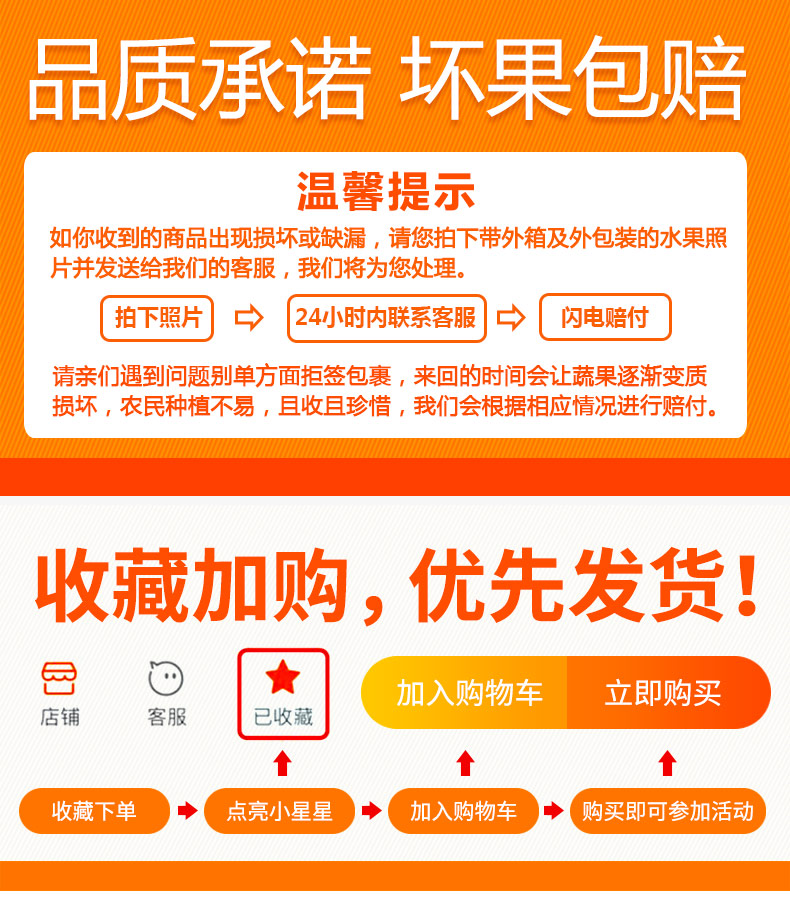 品质承诺 坏果包赔
温馨提示
如你收到的商品出现损坏或缺漏，请您拍下带外箱及外包装的水果照
片并发送给我们的客服，我们将为您处理。
拍下照片 24小时内联系客服 闪电赔付
请亲们遇到问题别单方面拒签包裹，来回的时间会让蔬果逐渐变质
损坏，农民种植不易，且收且珍惜，我们会根据相应情况进行赔付。
收藏加购，优先发货！
店铺 客服 已收藏 加入购物车 立即购买
收藏下单 点亮小星星 加入购物车 购买即可参加活动